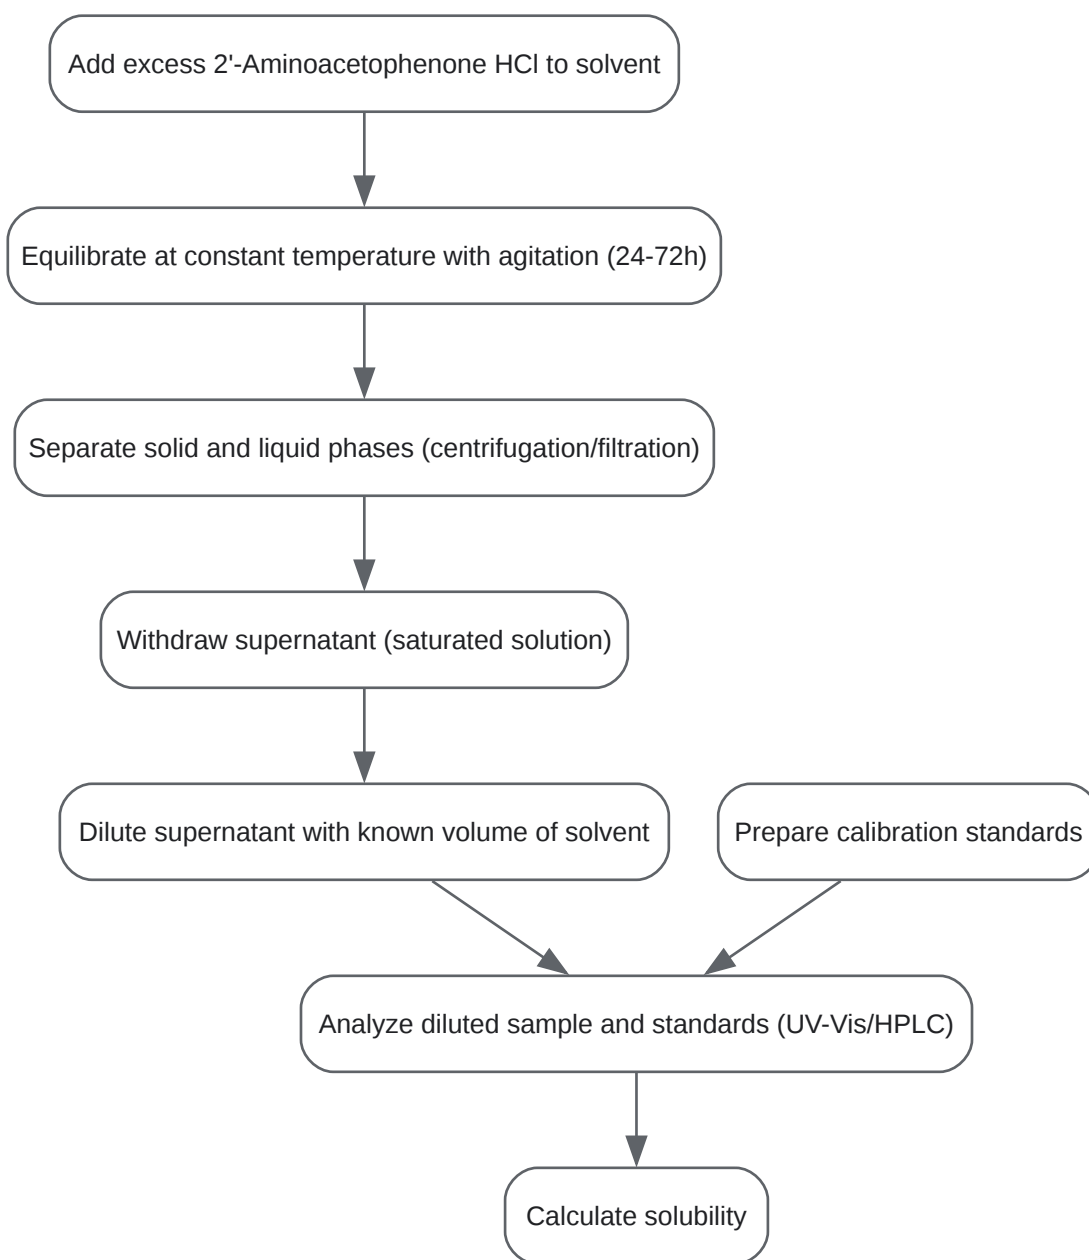 Add excess 2'-Aminoacetophenone HCl to solvent
Equilibrate at constant temperature with agitation (24-72h)
Separate solid and liquid phases (centrifugation/filtration)
Withdraw supernatant (saturated solution)
Dilute supernatant with known volume of solvent
Prepare calibration standards
Analyze diluted sample and standards (UV-Vis/HPLC)
Calculate solubility